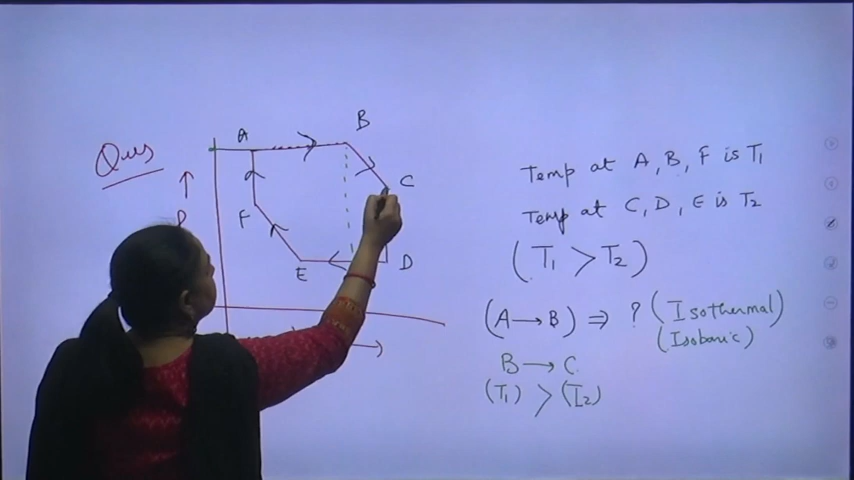 Ques
A
B
C
P
F
E
D
Temp at A, B, F is T1
Temp at C, D, E is T2
(T1 > T2)
(A → B) ⇒ ? (Isothermal)
(Isobaric)
B → C
(T1) > (T2)